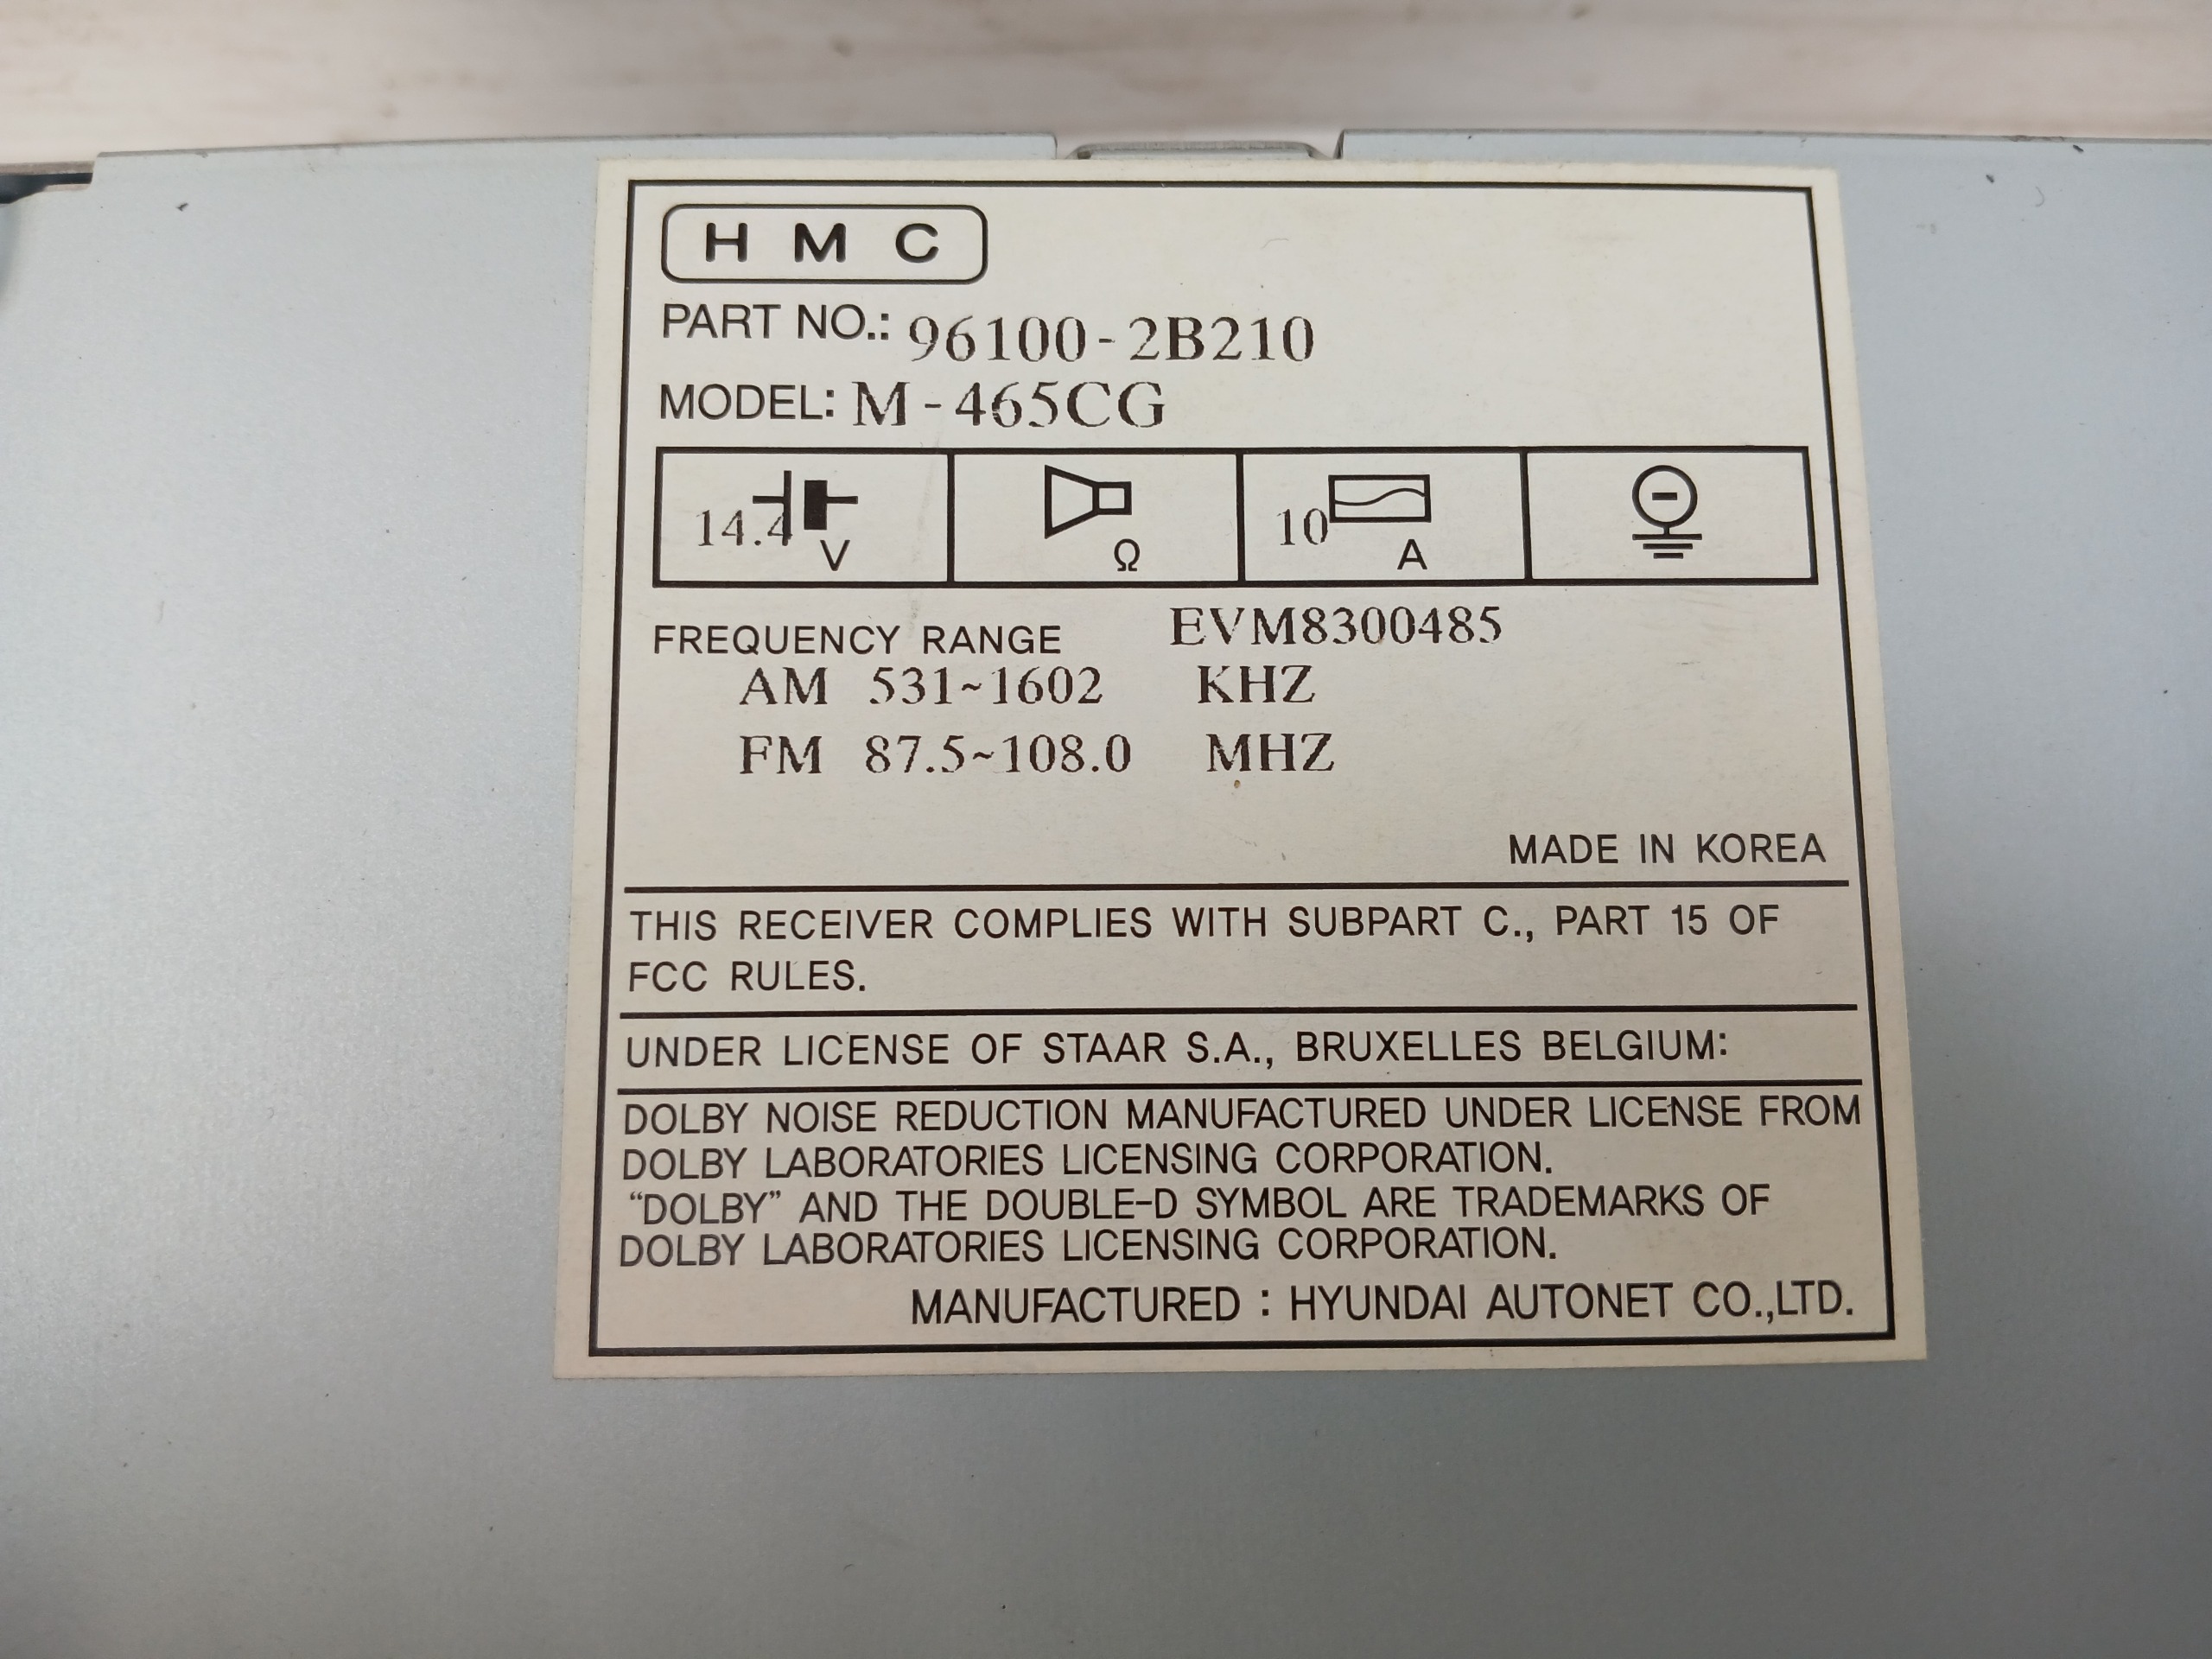 HMC
PART NO.: 96100-2B210
MODEL: M-465CG
14.4 V Ω 10 A -
FREQUENCY RANGE EVM8300485
AM 531~1602 KHZ
FM 87.5~108.0 MHZ
MADE IN KOREA
THIS RECEIVER COMPLIES WITH SUBPART C., PART 15 OF
FCC RULES.
UNDER LICENSE OF STAAR S.A., BRUXELLES BELGIUM:
DOLBY NOISE REDUCTION MANUFACTURED UNDER LICENSE FROM
DOLBY LABORATORIES LICENSING CORPORATION.
“DOLBY” AND THE DOUBLE-D SYMBOL ARE TRADEMARKS OF
DOLBY LABORATORIES LICENSING CORPORATION.
MANUFACTURED : HYUNDAI AUTONET CO.,LTD.